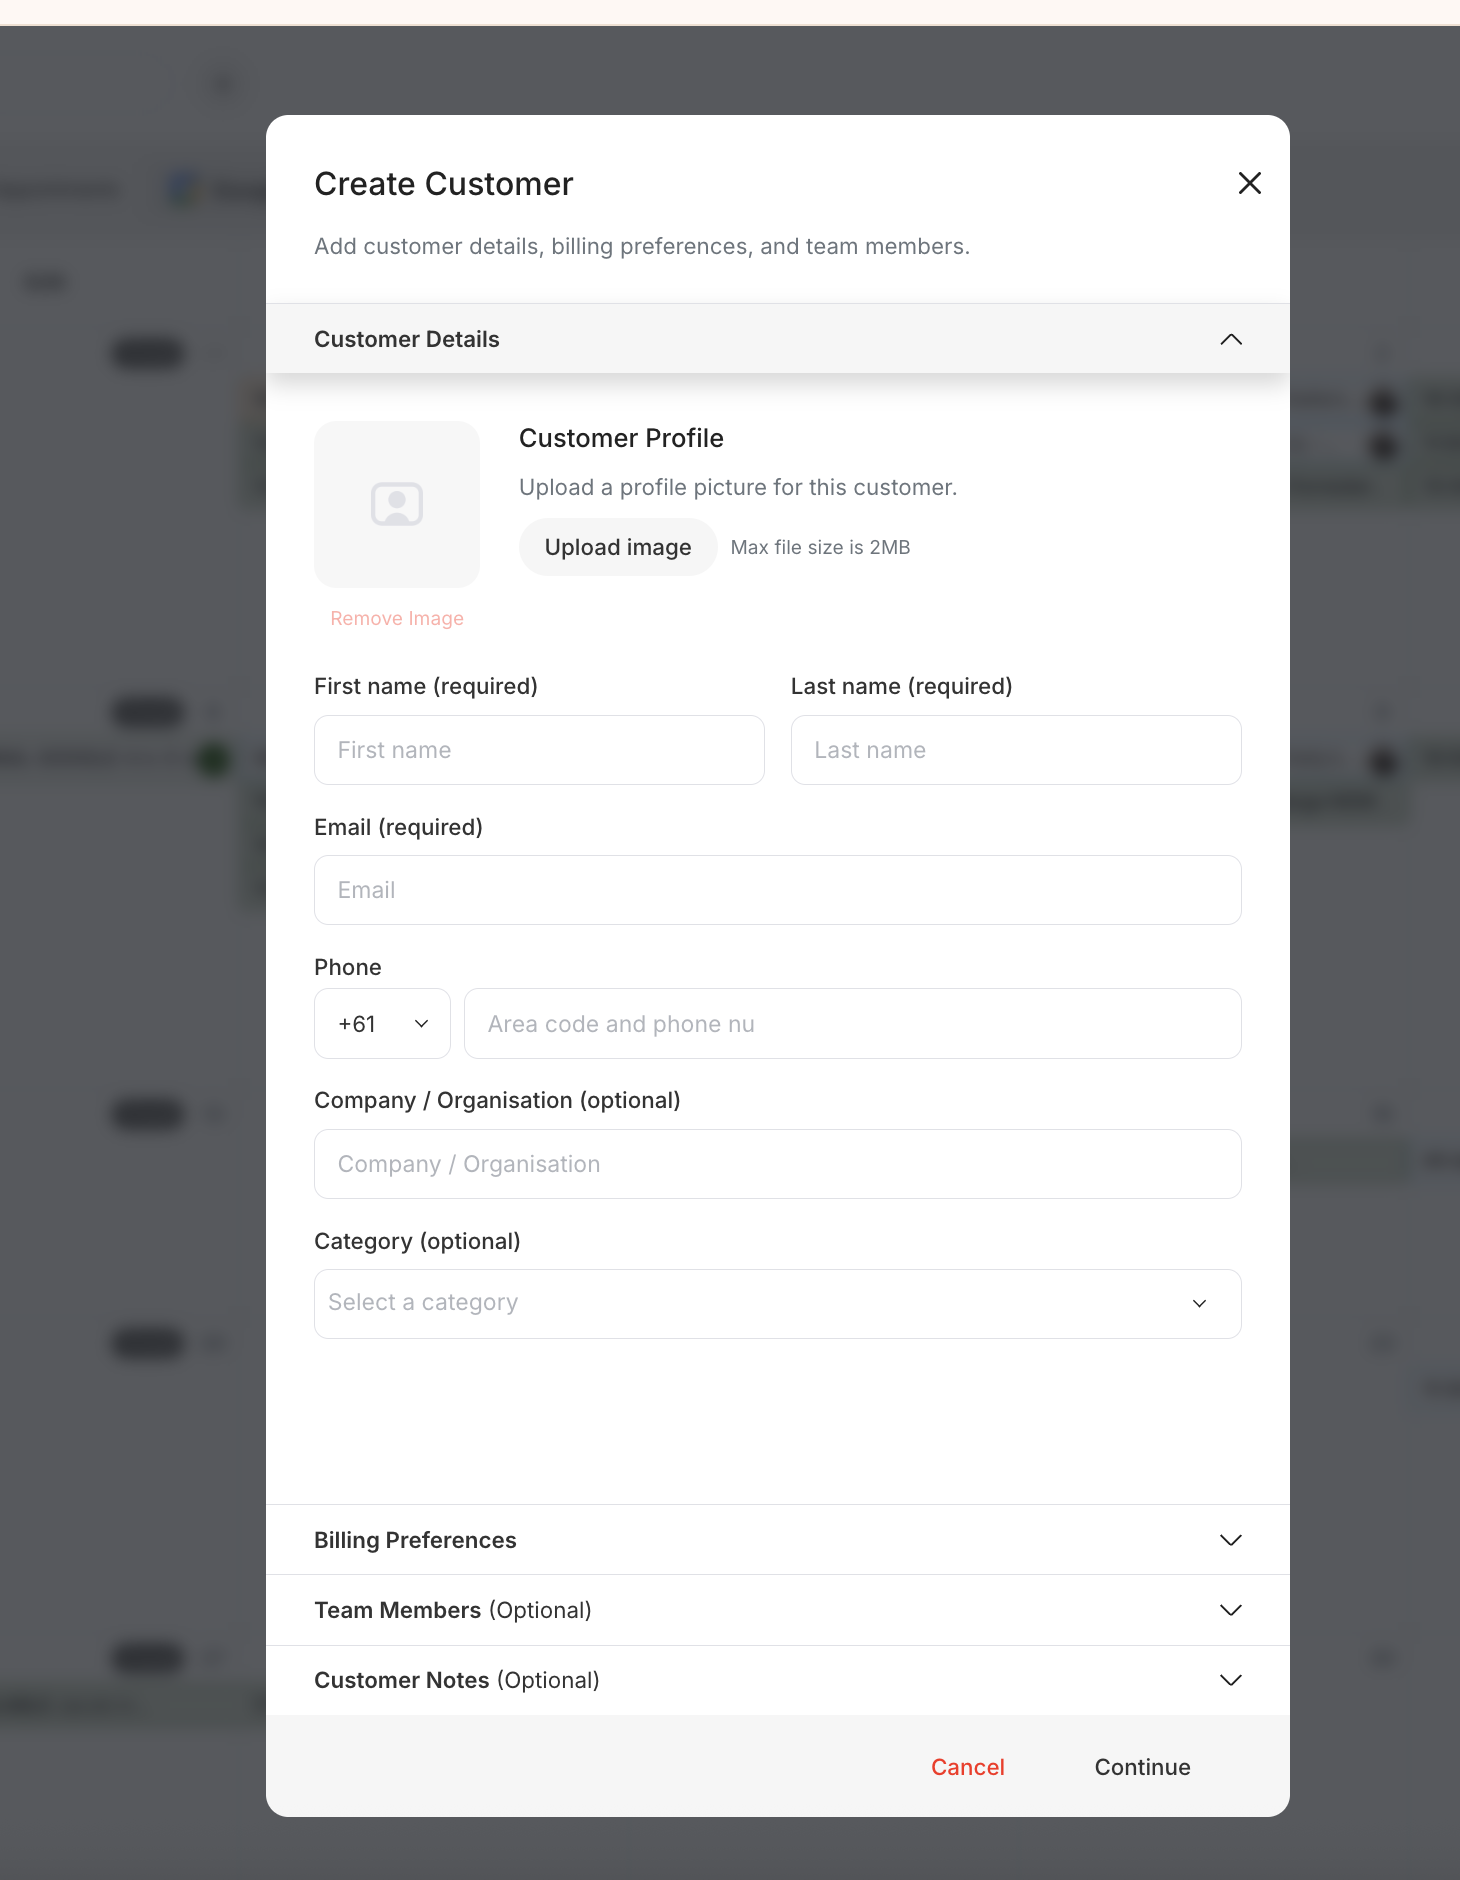 Create Customer
Add customer details, billing preferences, and team members.
Customer Details
Customer Profile
Upload a profile picture for this customer.
Upload image
Max file size is 2MB
Remove Image
First name (required)
Last name (required)
First name
Last name
Email (required)
Email
Phone
+61
Area code and phone nu
Company / Organisation (optional)
Company / Organisation
Category (optional)
Select a category
Billing Preferences
Team Members (Optional)
Customer Notes (Optional)
Cancel
Continue